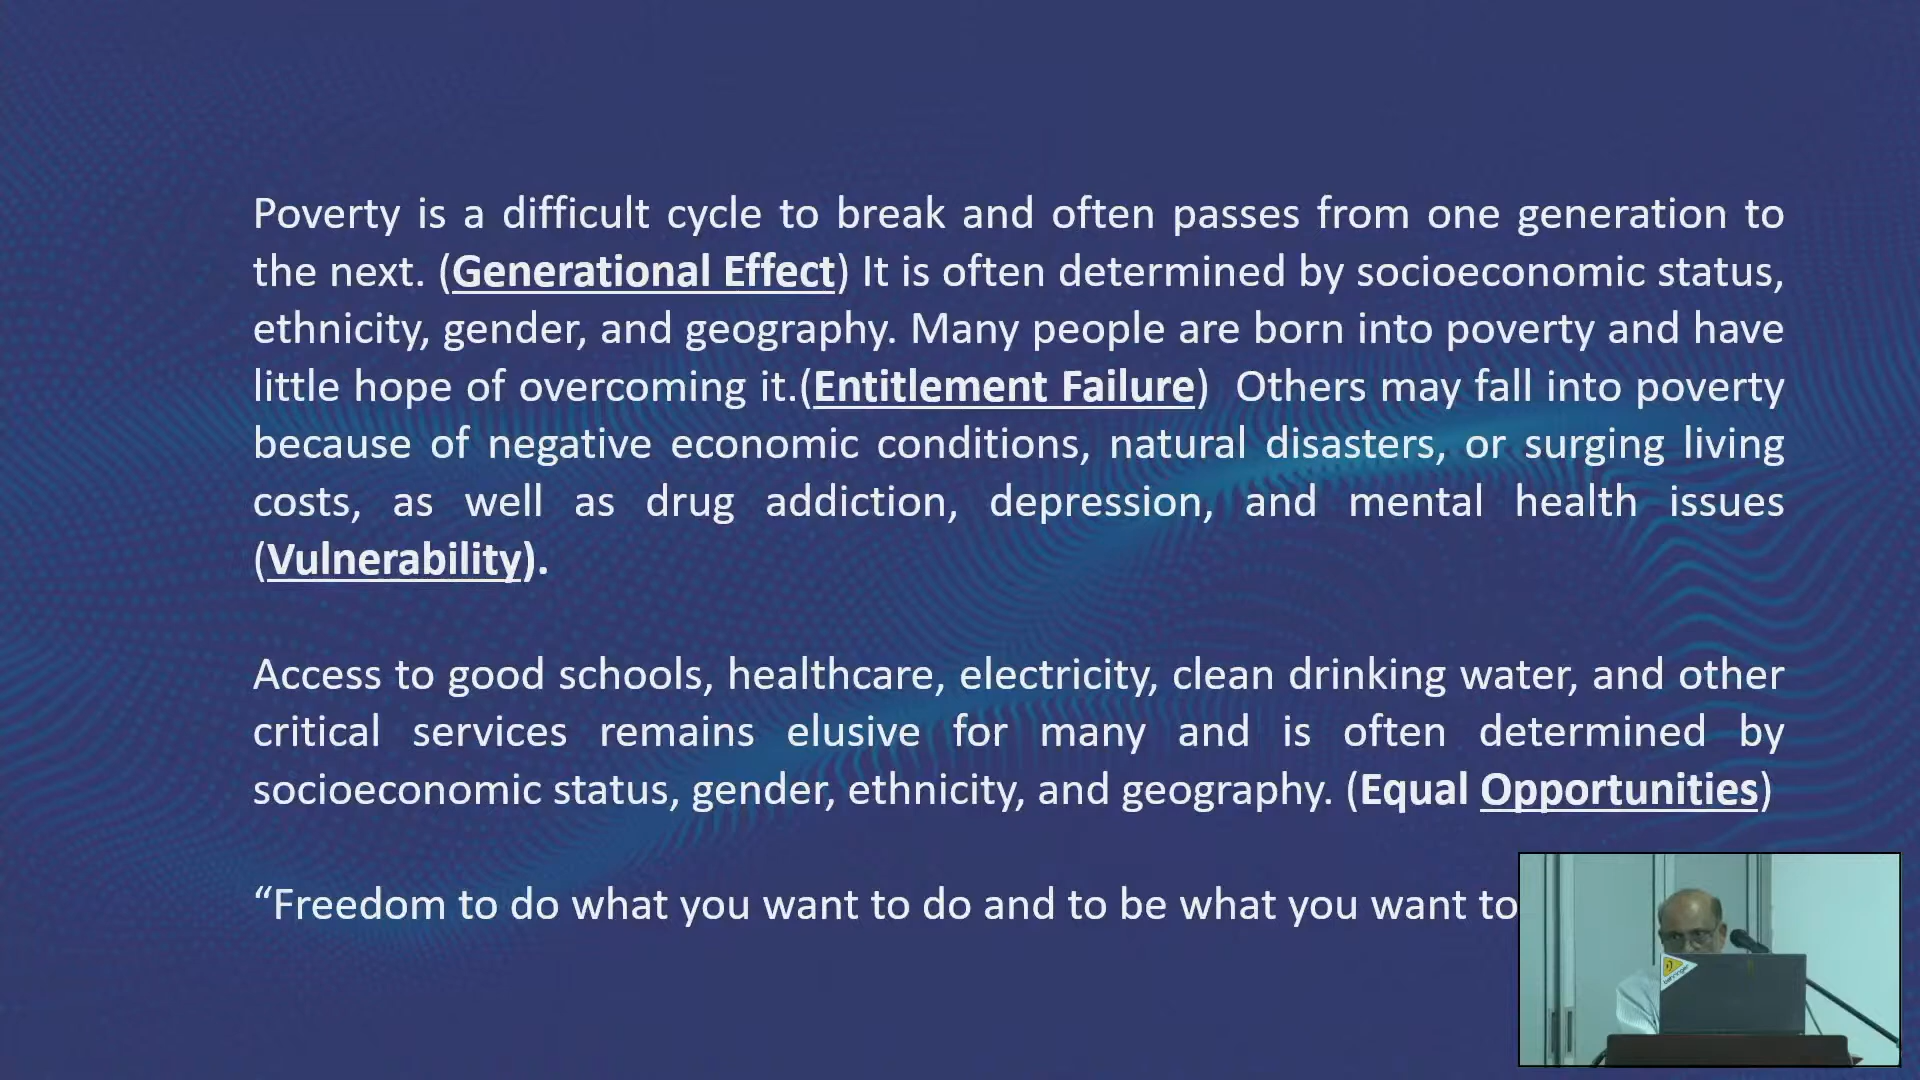 Poverty is a difficult cycle to break and often passes from one generation to
the next. (Generational Effect) It is often determined by socioeconomic status,
ethnicity, gender, and geography. Many people are born into poverty and have
little hope of overcoming it.(Entitlement Failure) Others may fall into poverty
because of negative economic conditions, natural disasters, or surging living
costs, as well as drug addiction, depression, and mental health issues
(Vulnerability).
Access to good schools, healthcare, electricity, clean drinking water, and other
critical services remains elusive for many and is often determined by
socioeconomic status, gender, ethnicity, and geography. (Equal Opportunities)
“Freedom to do what you want to do and to be what you want to
behringer